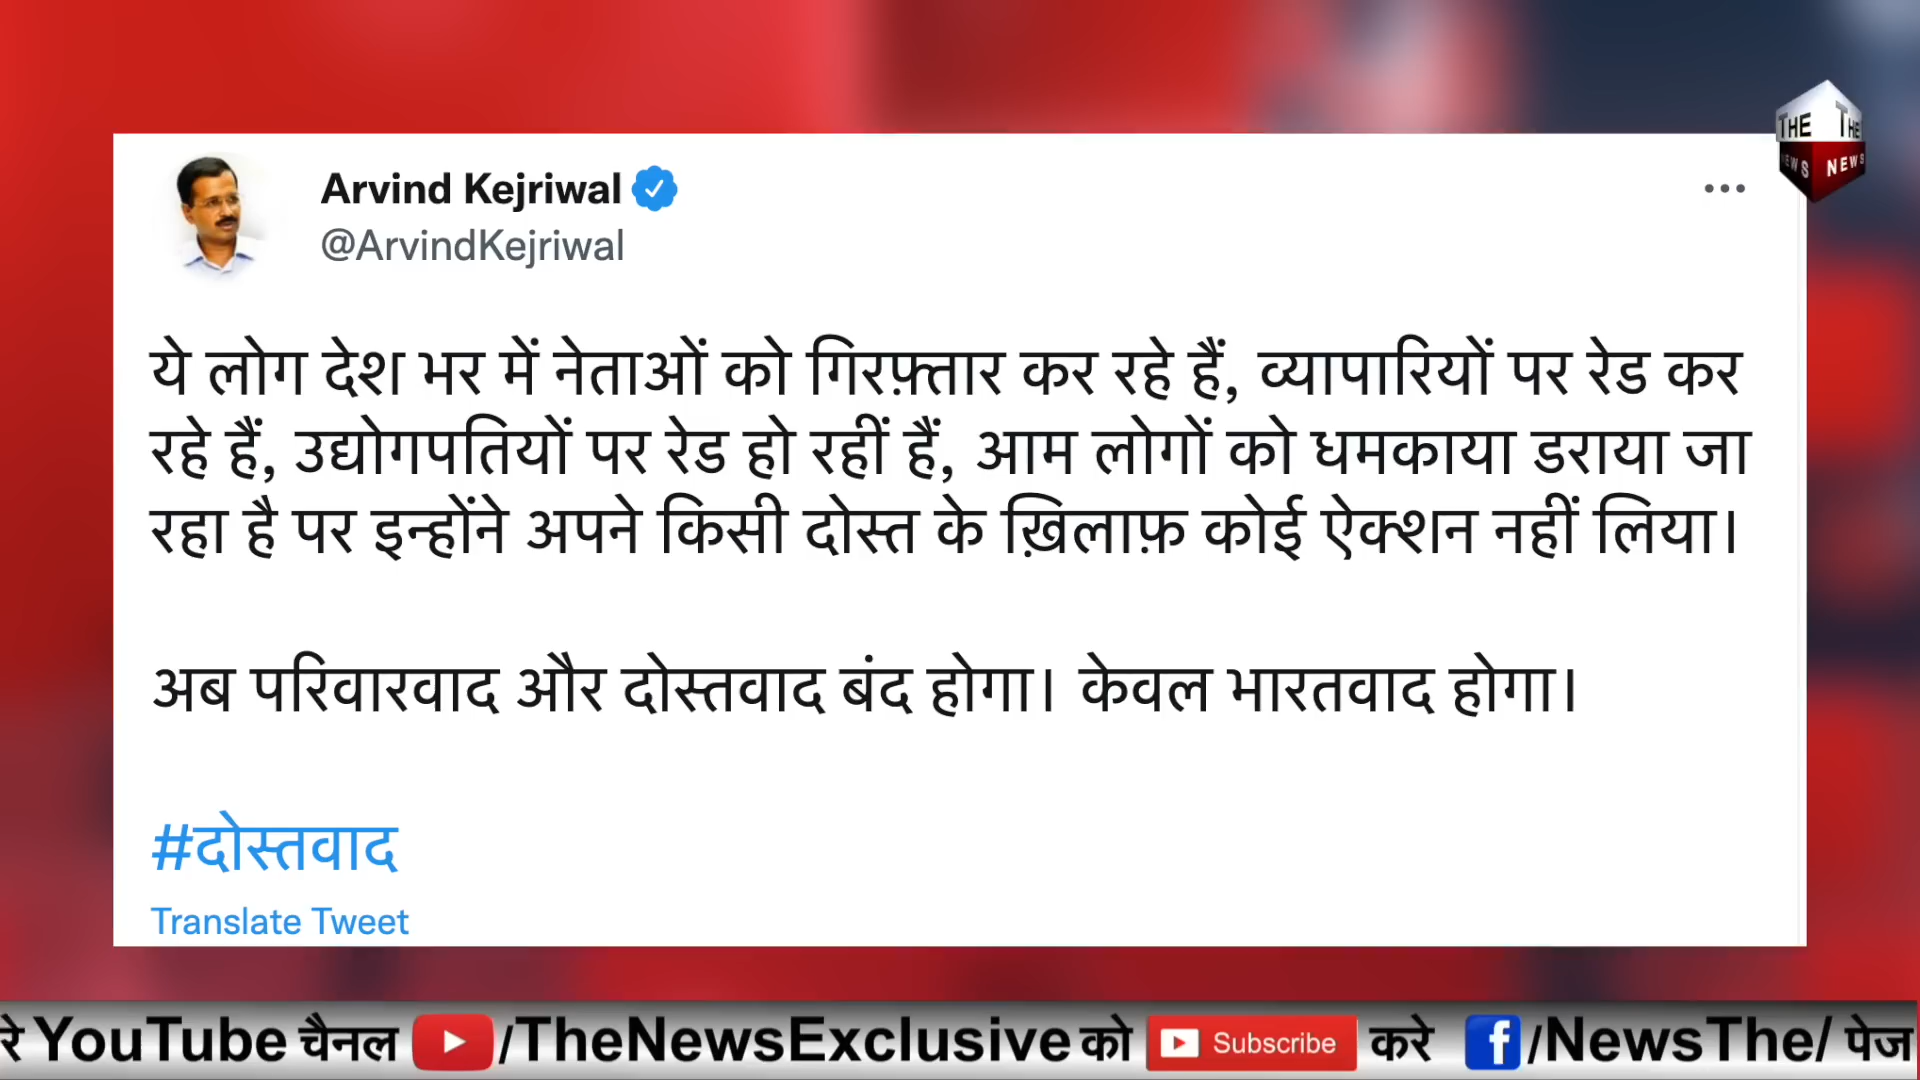 THE THE
NEWS NEWS
Arvind Kejriwal
@ArvindKejriwal
ये लोग देश भर में नेताओं को गिरफ़्तार कर रहे हैं, व्यापारियों पर रेड कर
रहे हैं, उद्योगपतियों पर रेड हो रहीं हैं, आम लोगों को धमकाया डराया जा
रहा है पर इन्होंने अपने किसी दोस्त के ख़िलाफ़ कोई ऐक्शन नहीं लिया।
अब परिवारवाद और दोस्तवाद बंद होगा। केवल भारतवाद होगा।
#दोस्तवाद
Translate Tweet
रे YouTube चैनल /TheNewsExclusive को Subscribe करे f/NewsThe/ पेज